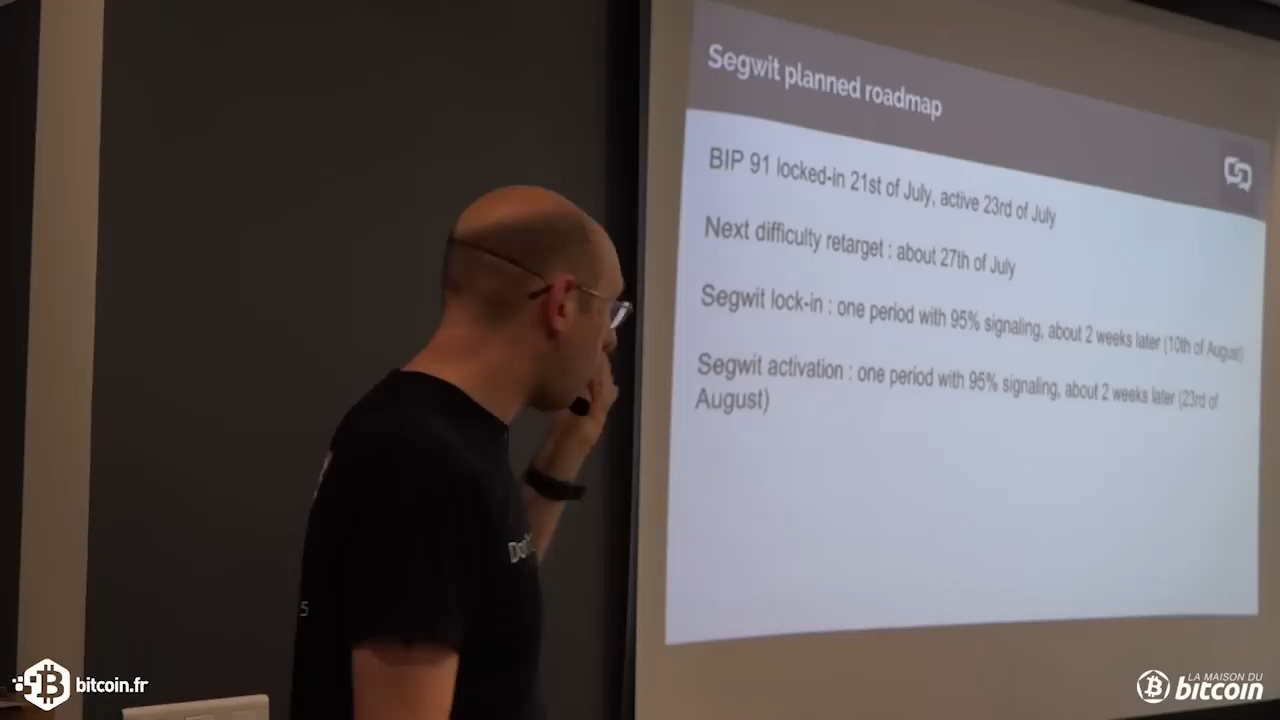 Segwit planned roadmap
BIP 91 locked-in 21st of July, active 23rd of July
Next difficulty retarget : about 27th of July
Segwit lock-in : one period with 95% signaling, about 2 weeks later (10th of August)
Segwit activation : one period with 95% signaling, about 2 weeks later (23rd of
August)
5
bitcoin.fr
LA MAISON DU
bitcoin